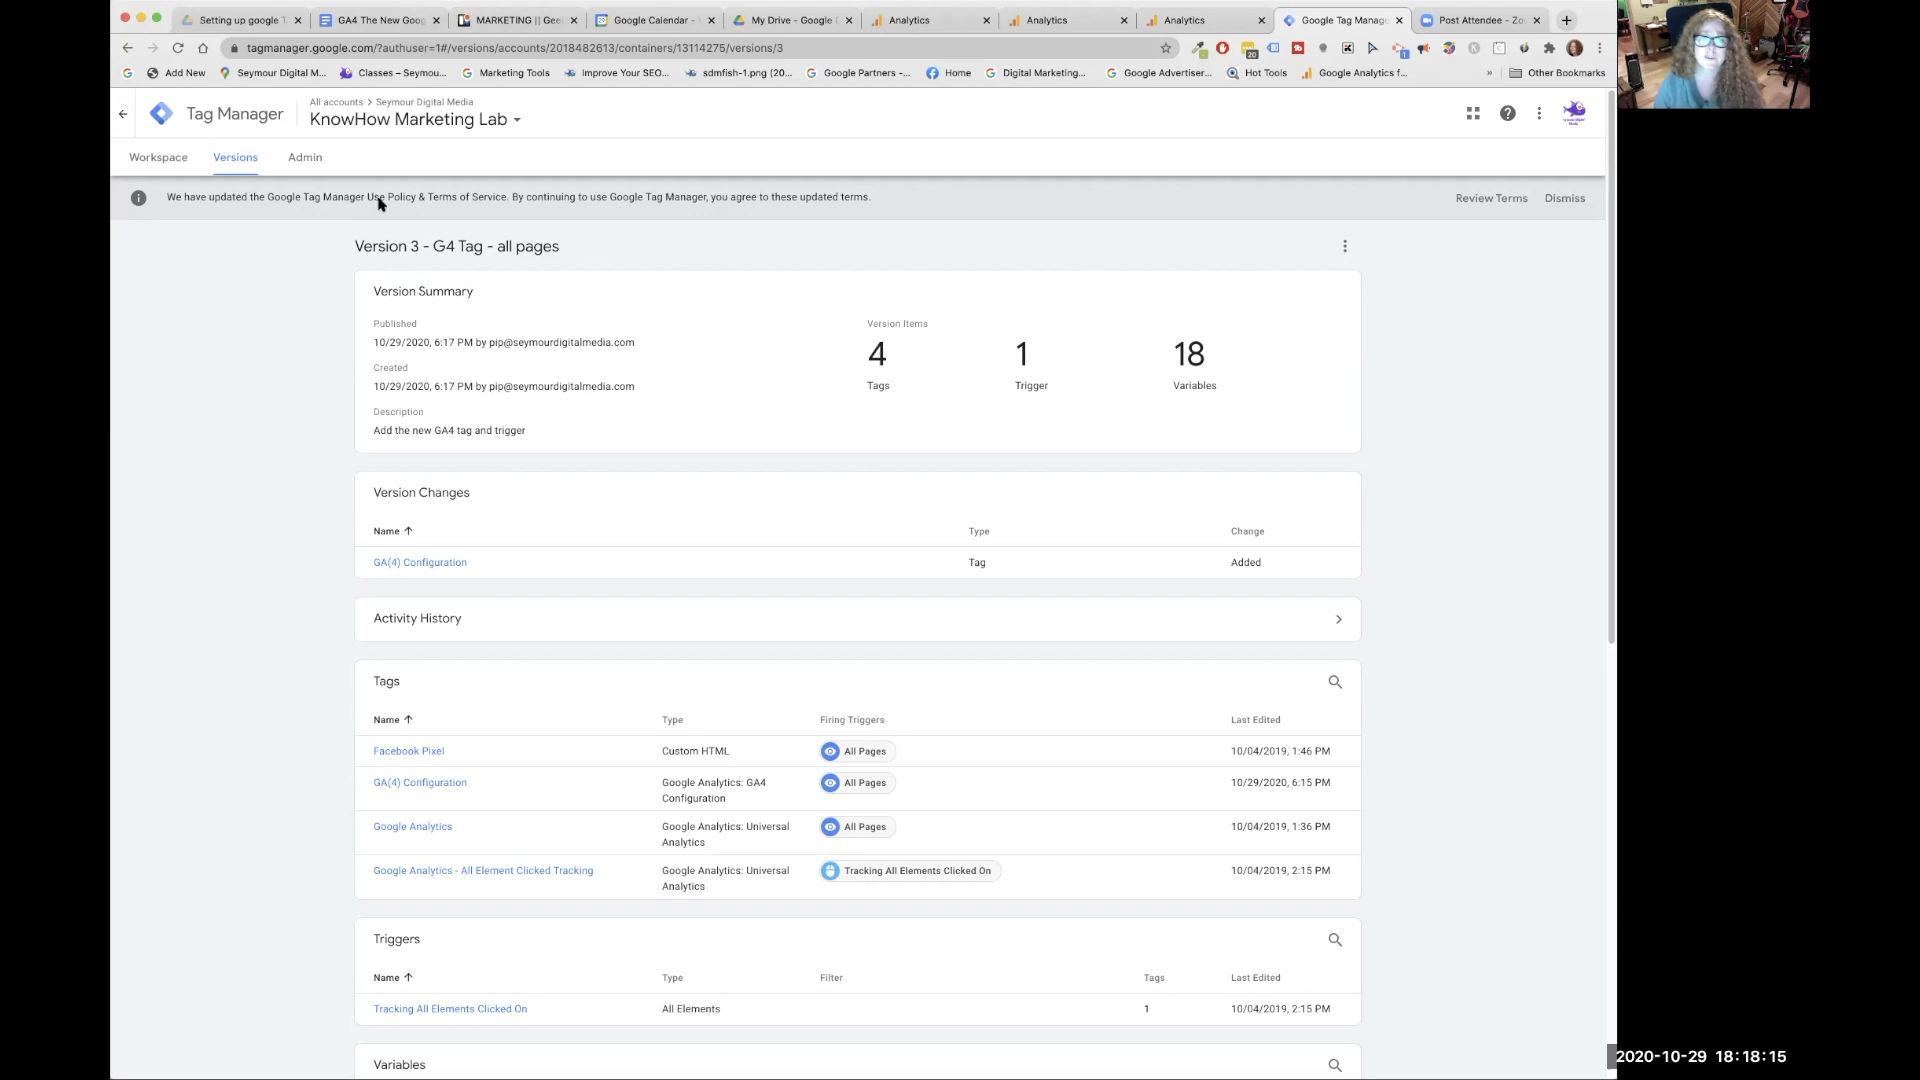 Setting up google T
GA4 The New Goog
MARKETING || Gee
Google Calendar -
My Drive - Google
Analytics
Analytics
Analytics
Google Tag Manage
Post Attendee - Zo
tagmanager.google.com/?authuser=1#/versions/accounts/2018482613/containers/13114275/versions/3
Add New
Seymour Digital M...
Classes – Seymou...
Marketing Tools
Improve Your SEO...
sdmfish-1.png (20...
Google Partners -...
Home
Digital Marketing...
Google Advertiser...
Hot Tools
Google Analytics f...
Other Bookmarks
Tag Manager
All accounts > Seymour Digital Media
KnowHow Marketing Lab
Workspace
Versions
Admin
We have updated the Google Tag Manager Use Policy & Terms of Service. By continuing to use Google Tag Manager, you agree to these updated terms.
Review Terms
Dismiss
Version 3 - G4 Tag - all pages
Version Summary
Published
10/29/2020, 6:17 PM by pip@seymourdigitalmedia.com
Created
10/29/2020, 6:17 PM by pip@seymourdigitalmedia.com
Description
Add the new GA4 tag and trigger
Version Items
4 1 18
Tags Trigger Variables
Version Changes
Name Type Change
GA(4) Configuration Tag Added
Activity History
Tags
Name Type Firing Triggers Last Edited
Facebook Pixel Custom HTML All Pages 10/04/2019, 1:46 PM
GA(4) Configuration Google Analytics: GA4 All Pages 10/29/2020, 6:15 PM
Configuration
Google Analytics Google Analytics: Universal All Pages 10/04/2019, 1:36 PM
Analytics
Google Analytics - All Element Clicked Tracking Google Analytics: Universal Tracking All Elements Clicked On 10/04/2019, 2:15 PM
Analytics
Triggers
Name Type Filter Tags Last Edited
Tracking All Elements Clicked On All Elements 1 10/04/2019, 2:15 PM
Variables
2020-10-29 18:18:15